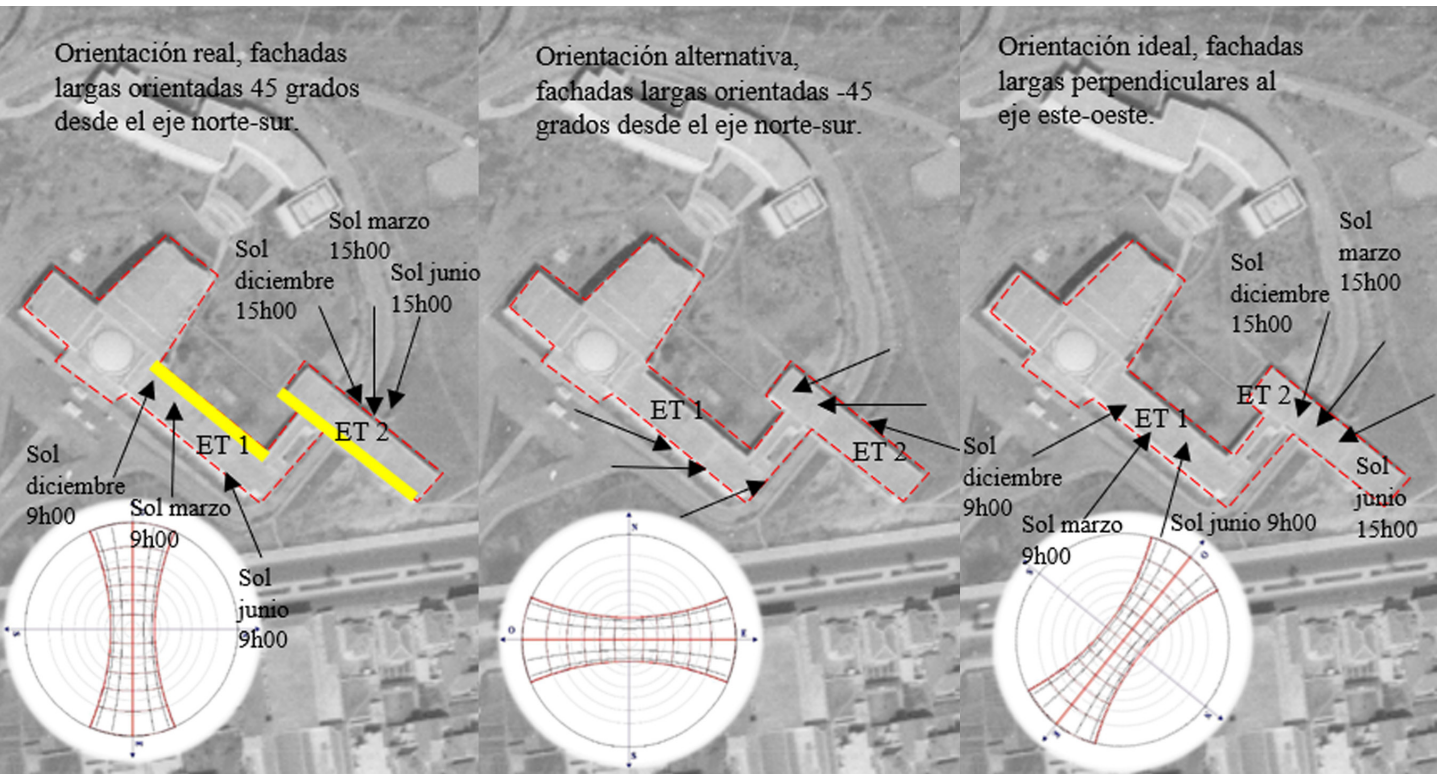 Orientación real, fachadas
largas orientadas 45 grados
desde el eje norte-sur.
Sol marzo
15h00
Sol
diciembre
15h00
Sol junio
15h00
ET 1
ET 2
Sol
diciembre
9h00
Sol marzo
9h00
Sol
junio
9h00
S
Orientación alternativa,
fachadas largas orientadas -45
grados desde el eje norte-sur.
ET 1
ET 2
N
O
E
S
Orientación ideal, fachadas
largas perpendiculares al
eje este-oeste.
Sol
marzo
15h00
Sol
diciembre
15h00
ET 2
ET 1
Sol
diciembre
9h00
Sol
junio
15h00
Sol marzo
9h00
Sol junio 9h00
O